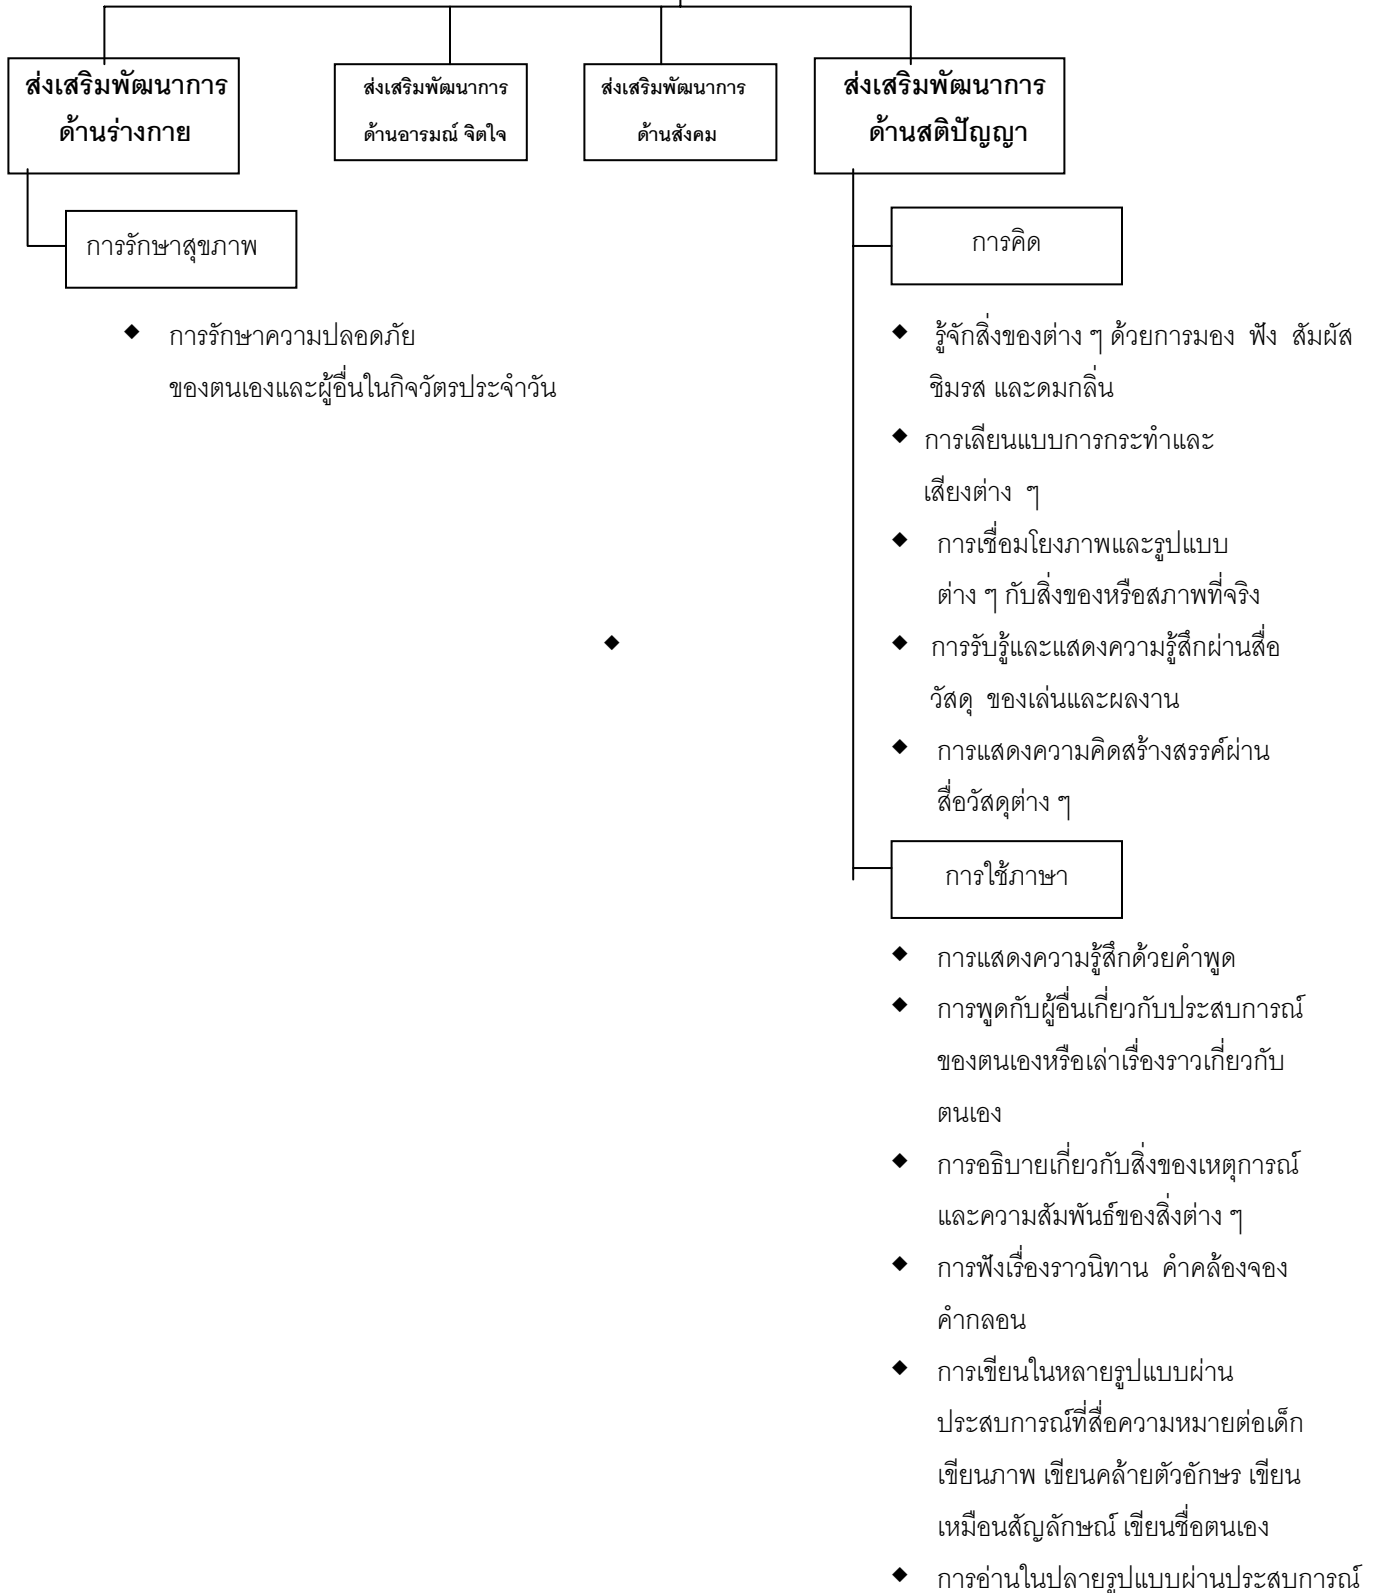 ส่งเสริมพัฒนาการ
ด้านร่างกาย
ส่งเสริมพัฒนาการ
ด้านอารมณ์ จิตใจ
ส่งเสริมพัฒนาการ
ด้านสังคม
ส่งเสริมพัฒนาการ
ด้านสติปัญญา
การรักษาสุขภาพ
◆ การรักษาความปลอดภัย
ของตนเองและผู้อื่นในกิจวัตรประจำวัน
◆
การคิด
◆ รู้จักสิ่งของต่าง ๆ ด้วยการมอง ฟัง สัมผัส
ชิมรส และดมกลิ่น
◆ การเลียนแบบการกระทำและ
เสียงต่าง ๆ
◆ การเชื่อมโยงภาพและรูปแบบ
ต่าง ๆ กับสิ่งของหรือสภาพที่จริง
◆ การรับรู้และแสดงความรู้สึกผ่านสื่อ
วัสดุ ของเล่นและผลงาน
◆ การแสดงความคิดสร้างสรรค์ผ่าน
สื่อวัสดุต่าง ๆ
การใช้ภาษา
◆ การแสดงความรู้สึกด้วยคำพูด
◆ การพูดกับผู้อื่นเกี่ยวกับประสบการณ์
ของตนเองหรือเล่าเรื่องราวเกี่ยวกับ
ตนเอง
◆ การอธิบายเกี่ยวกับสิ่งของเหตุการณ์
และความสัมพันธ์ของสิ่งต่าง ๆ
◆ การฟังเรื่องราวนิทาน คำคล้องจอง
คำกลอน
◆ การเขียนในหลายรูปแบบผ่าน
ประสบการณ์ที่สื่อความหมายต่อเด็ก
เขียนภาพ เขียนคล้ายตัวอักษร เขียน
เหมือนสัญลักษณ์ เขียนชื่อตนเอง
◆ การอ่านในปลายรูปแบบผ่านประสบการณ์